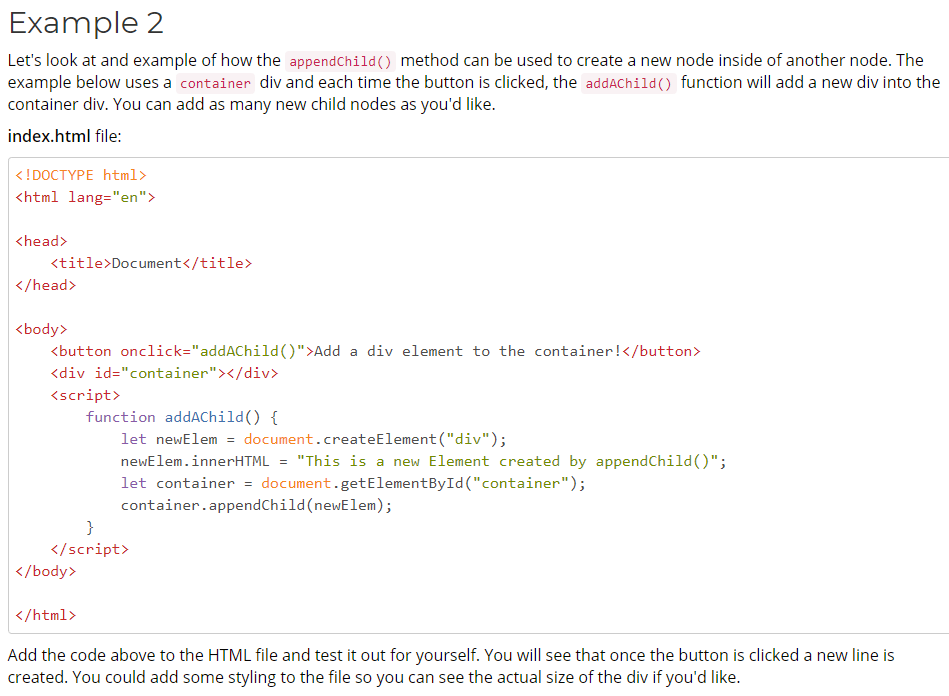 Example 2
Let's look at and example of how the appendChild() method can be used to create a new node inside of another node. The
example below uses a container div and each time the button is clicked, the addAChild() function will add a new div into the
container div. You can add as many new child nodes as you'd like.
index.html file:
<!DOCTYPE html>
<html lang="en">
<head>
    <title>Document</title>
</head>
<body>
    <button onclick="addAChild()">Add a div element to the container!</button>
    <div id="container"></div>
    <script>
        function addAChild() {
            let newElem = document.createElement("div");
            newElem.innerHTML = "This is a new Element created by appendChild()";
            let container = document.getElementById("container");
            container.appendChild(newElem);
        }
    </script>
</body>
</html>
Add the code above to the HTML file and test it out for yourself. You will see that once the button is clicked a new line is
created. You could add some styling to the file so you can see the actual size of the div if you'd like.